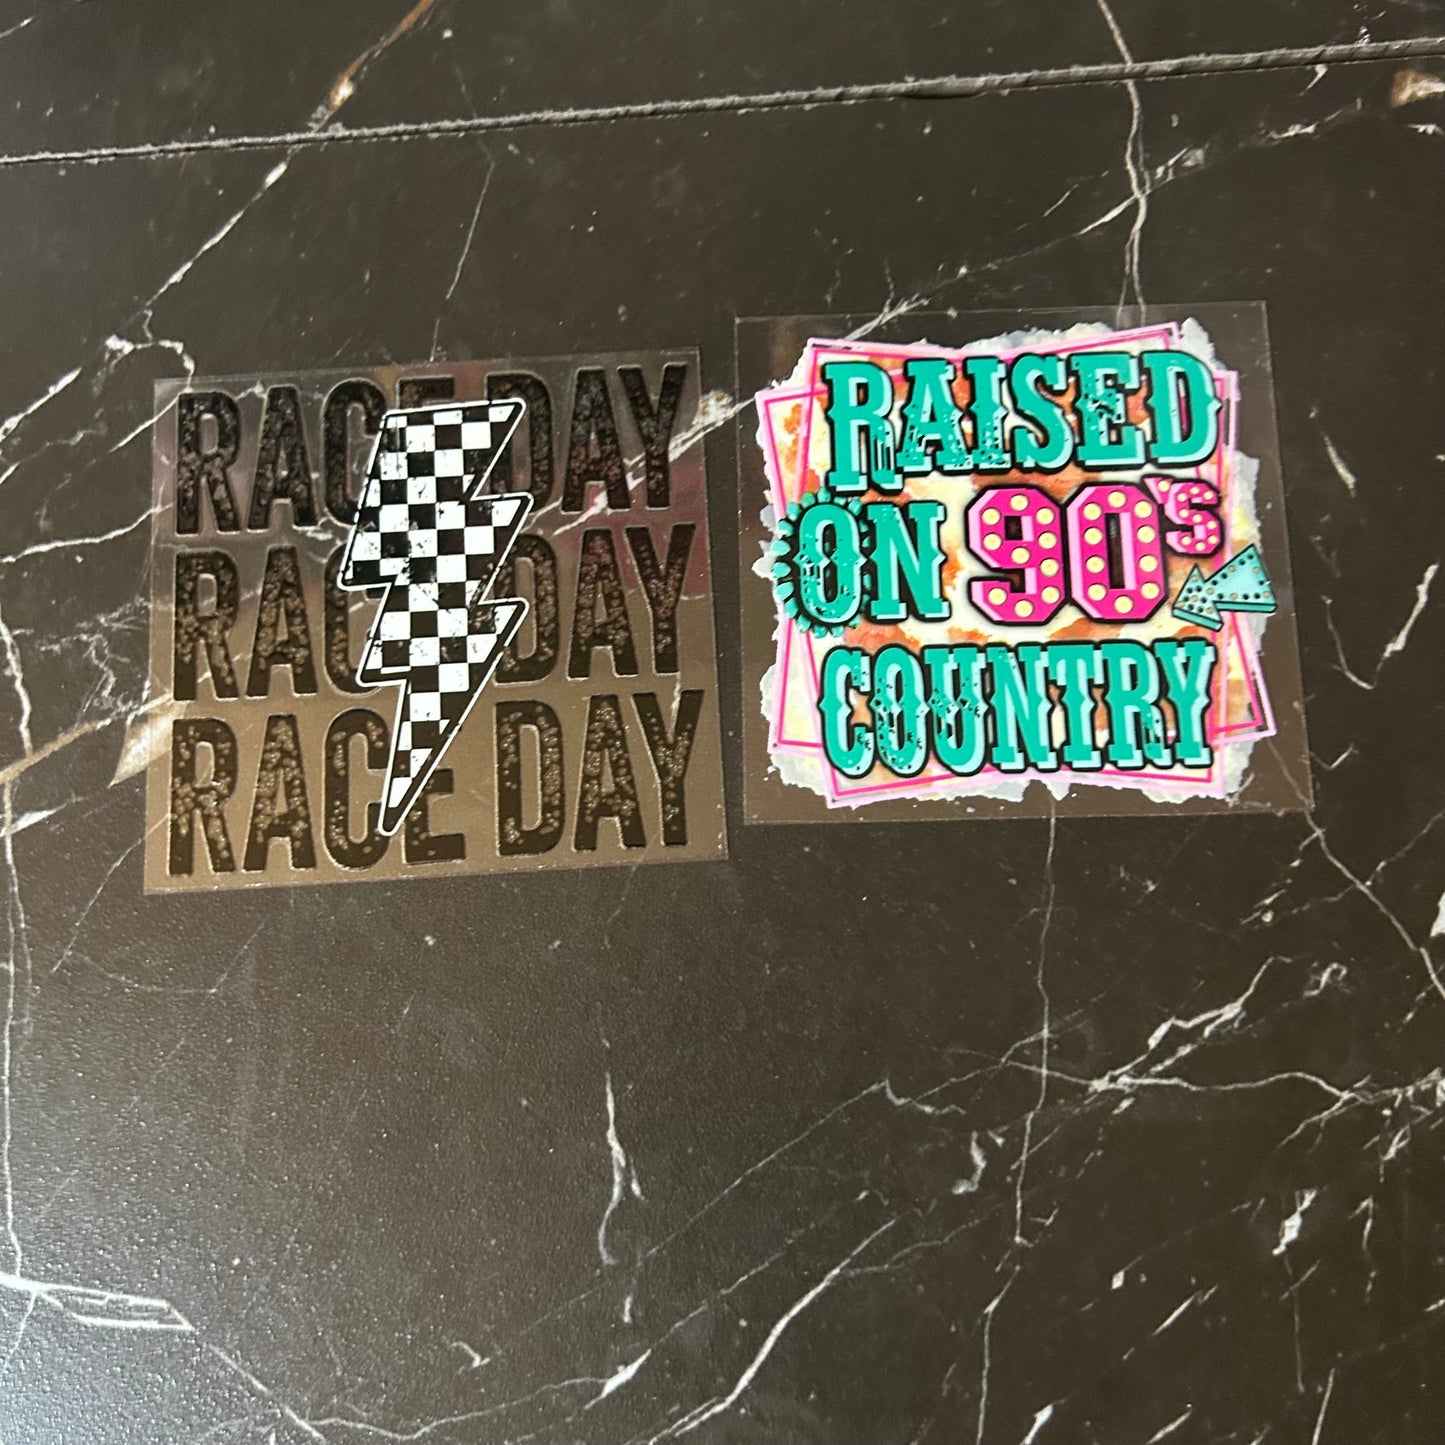 RACE DAY
RACE DAY
RACE DAY
RAISED
ON 90's
COUNTRY